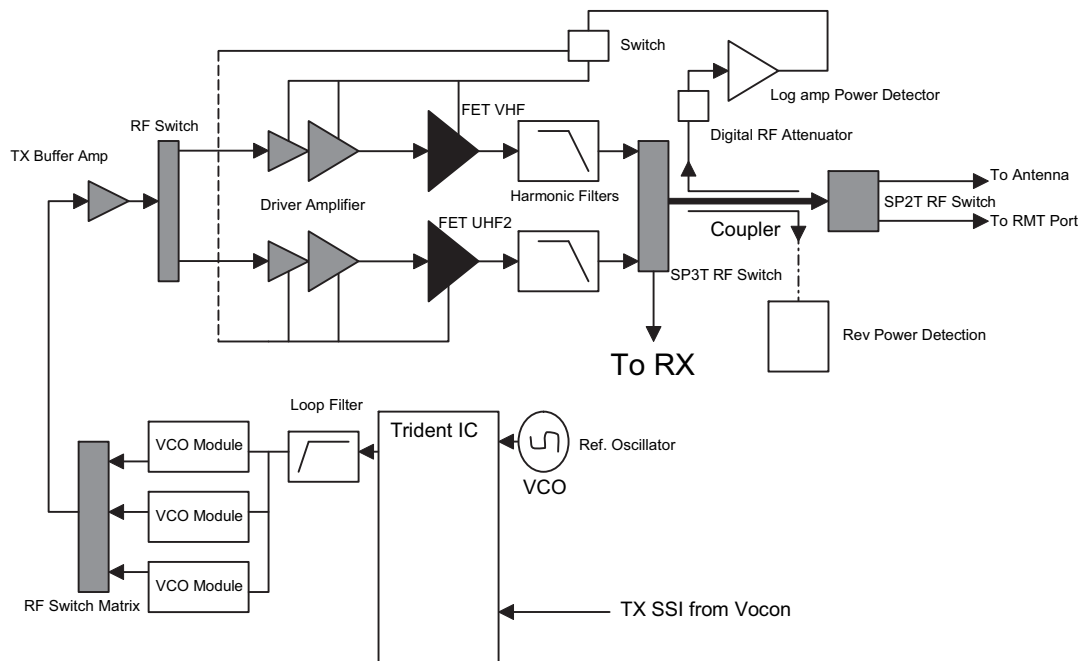 Switch
Log amp Power Detector
FET VHF
RF Switch
Digital RF Attenuator
TX Buffer Amp
To Antenna
Harmonic Filters
Driver Amplifier
SP2T RF Switch
FET UHF2
Coupler
To RMT Port
SP3T RF Switch
Rev Power Detection
To RX
Loop Filter
VCO Module
Trident IC
Ref. Oscillator
VCO
VCO Module
VCO Module
RF Switch Matrix
TX SSI from Vocon